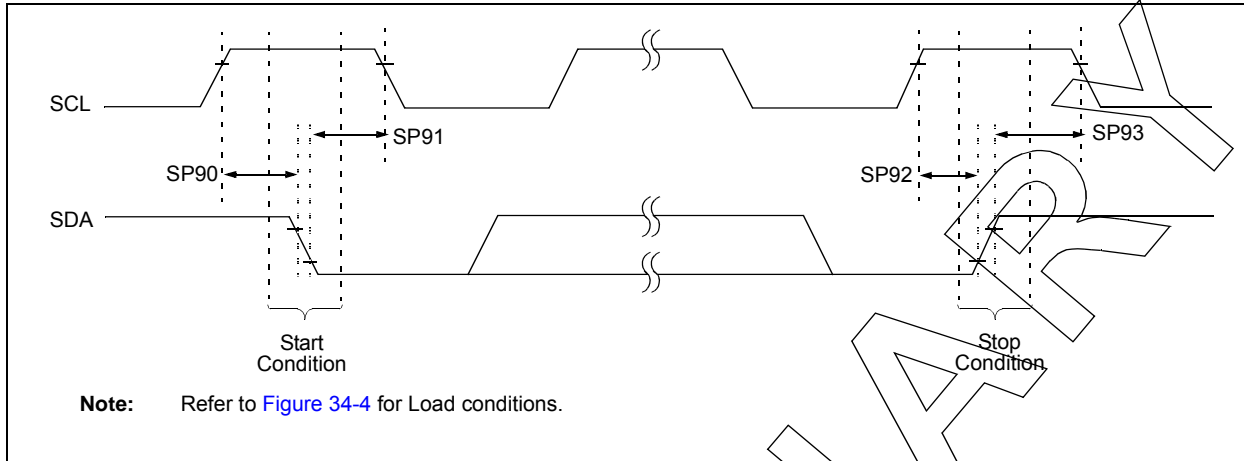 SCL
SP91
SP93
SP90
SP92
SDA
Start
Condition
Stop
Condition
Note: Refer to Figure 34-4 for Load conditions.
A R Y